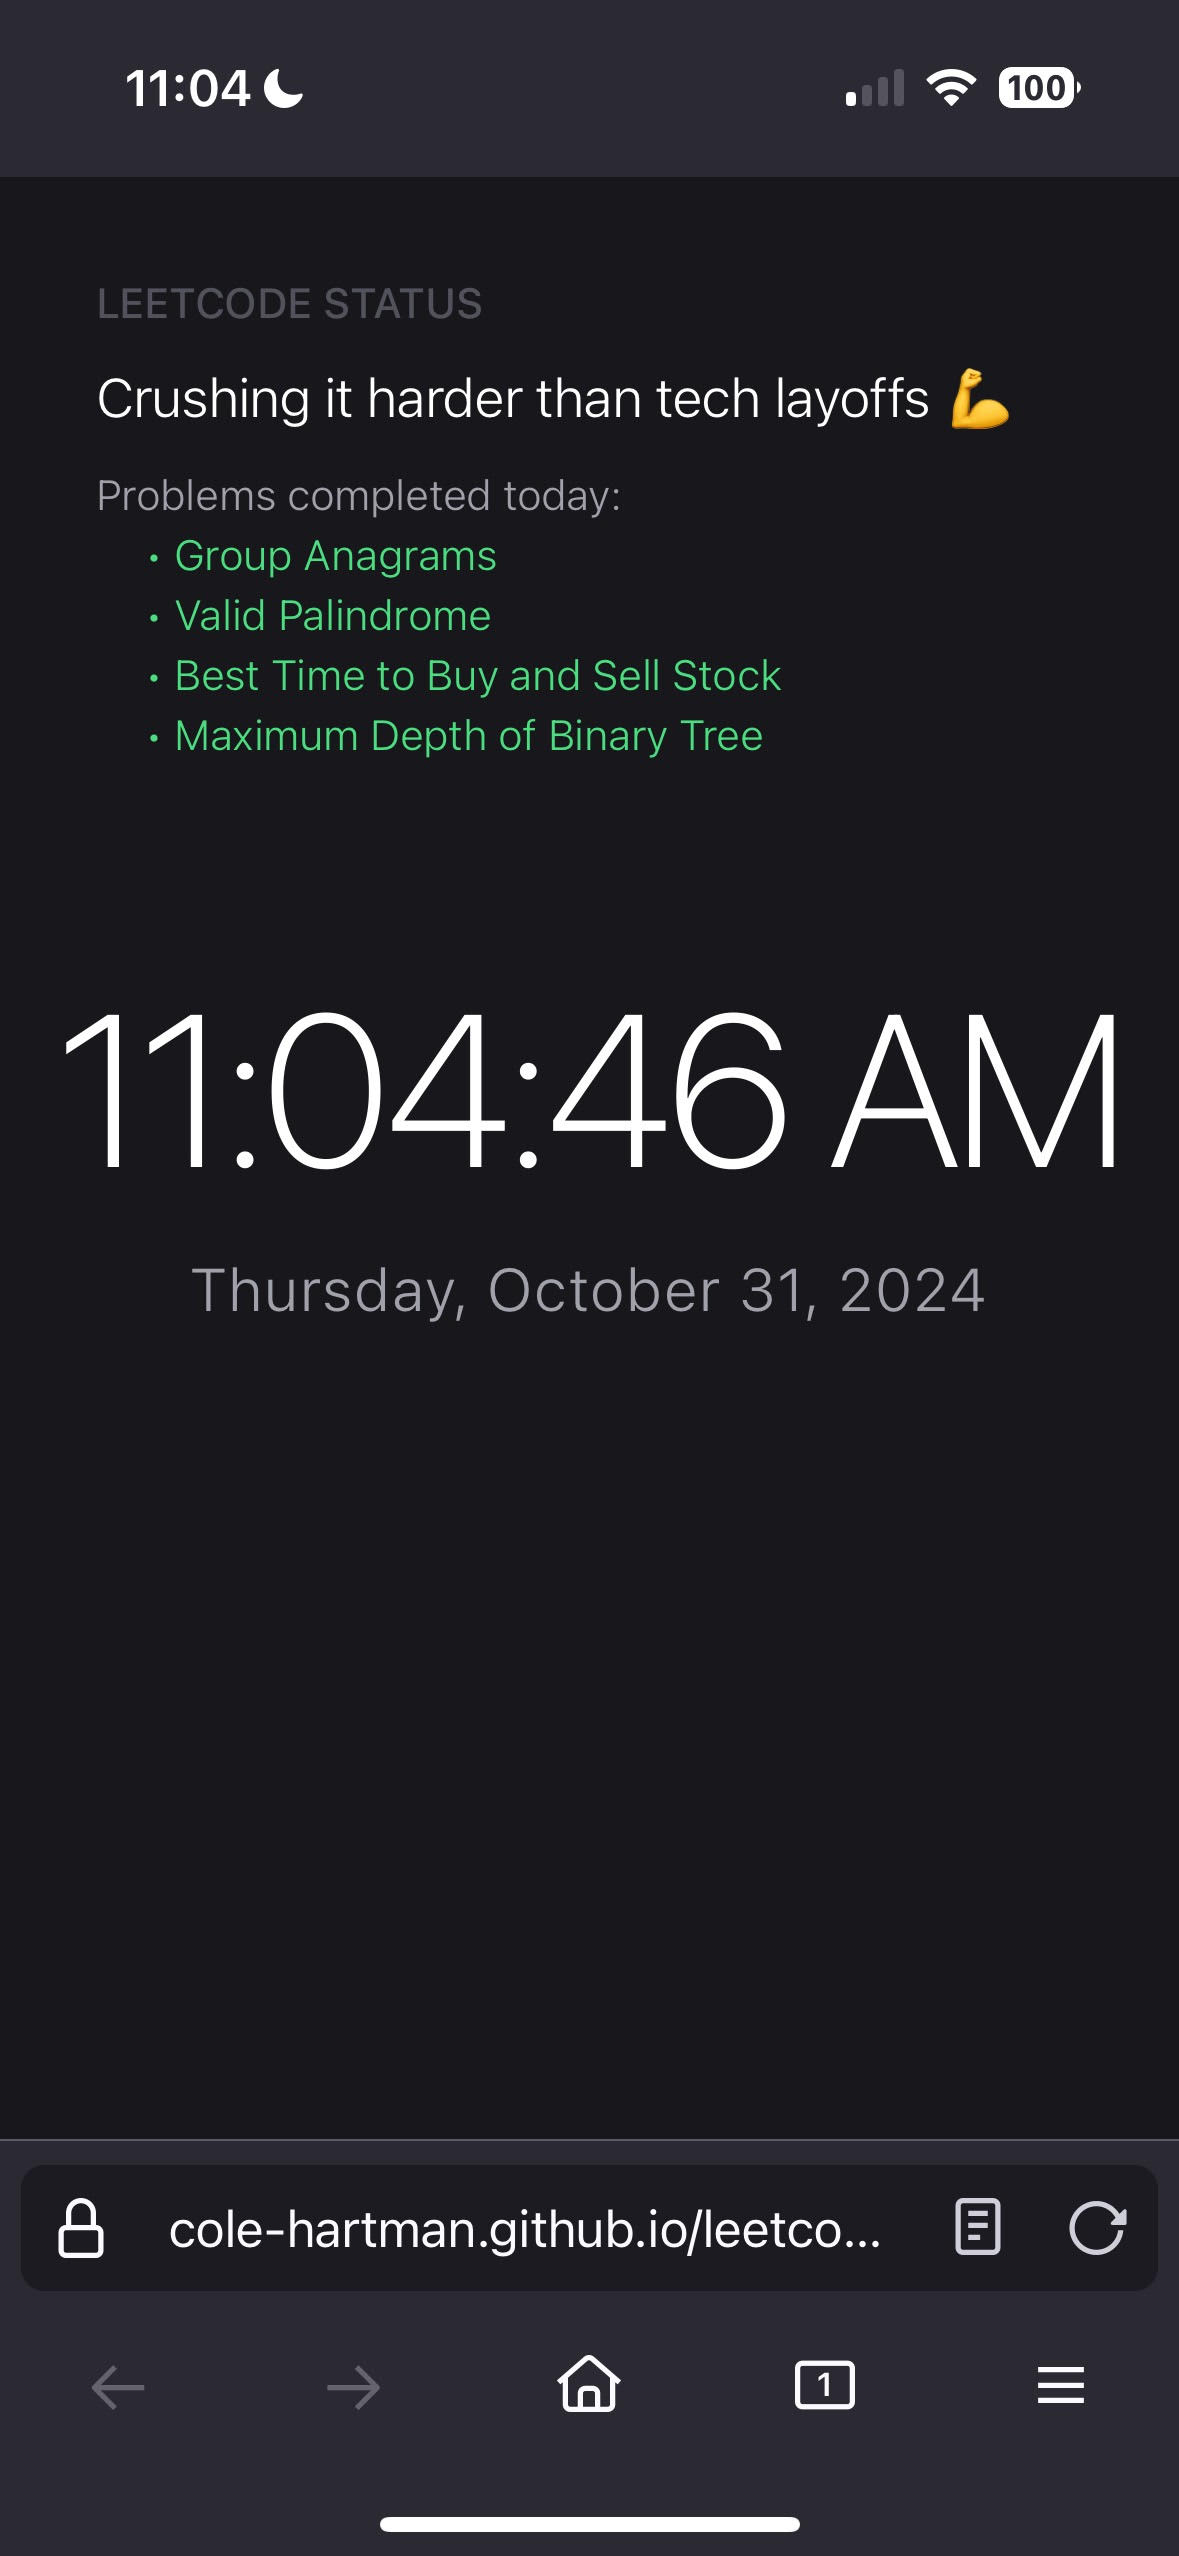 11:04
100
LEETCODE STATUS
Crushing it harder than tech layoffs 💪
Problems completed today:
• Group Anagrams
• Valid Palindrome
• Best Time to Buy and Sell Stock
• Maximum Depth of Binary Tree
11:04:46 AM
Thursday, October 31, 2024
cole-hartman.github.io/leetco...
1